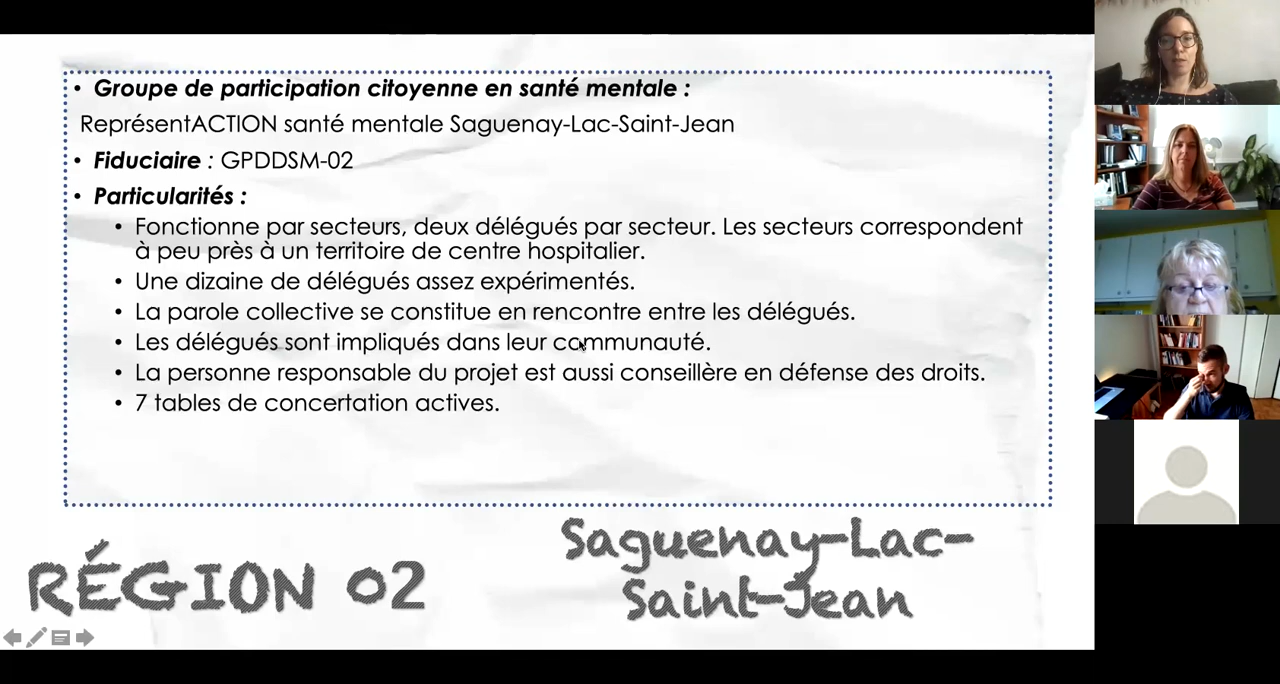 • Groupe de participation citoyenne en santé mentale :
ReprésentACTION santé mentale Saguenay-Lac-Saint-Jean
• Fiduciaire : GPDDSM-02
• Particularités :
• Fonctionne par secteurs, deux délégués par secteur. Les secteurs correspondent
à peu près à un territoire de centre hospitalier.
• Une dizaine de délégués assez expérimentés.
• La parole collective se constitue en rencontre entre les délégués.
• Les délégués sont impliqués dans leur communauté.
• La personne responsable du projet est aussi conseillère en défense des droits.
• 7 tables de concertation actives.
RÉGION 02
Saguenay-Lac-
Saint-Jean